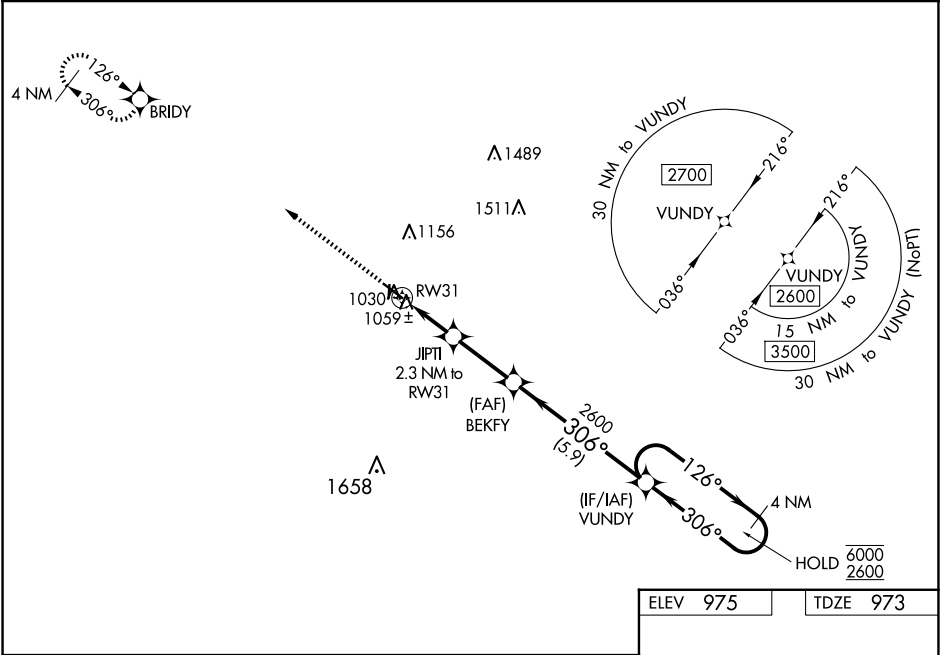 4 NM
126°
306°
BRIDY
1489
1511
1156
1030
RW31
1059±
JIPTI
2.3 NM to
RW31
(FAF)
BEKFY
2600
306°
(5.9)
1658
(IF/IAF)
VUNDY
126°
306°
4 NM
HOLD 6000
2600
30 NM to VUNDY
2700
216°
VUNDY
036°
216°
VUNDY
2600
036°
15 NM to VUNDY
3500
30 NM to VUNDY (NoPT)
ELEV 975
TDZE 973